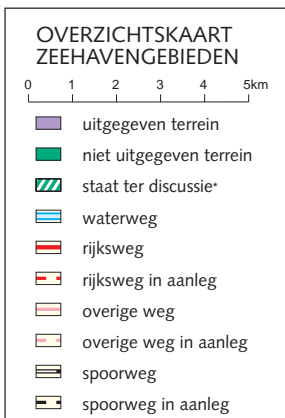 OVERZICHTSKAART
ZEEHAVENGEBIEDEN
0 1 2 3 4 5km
uitgegeven terrein
niet uitgegeven terrein
staat ter discussie*
waterweg
rijksweg
rijksweg in aanleg
overige weg
overige weg in aanleg
spoorweg
spoorweg in aanleg